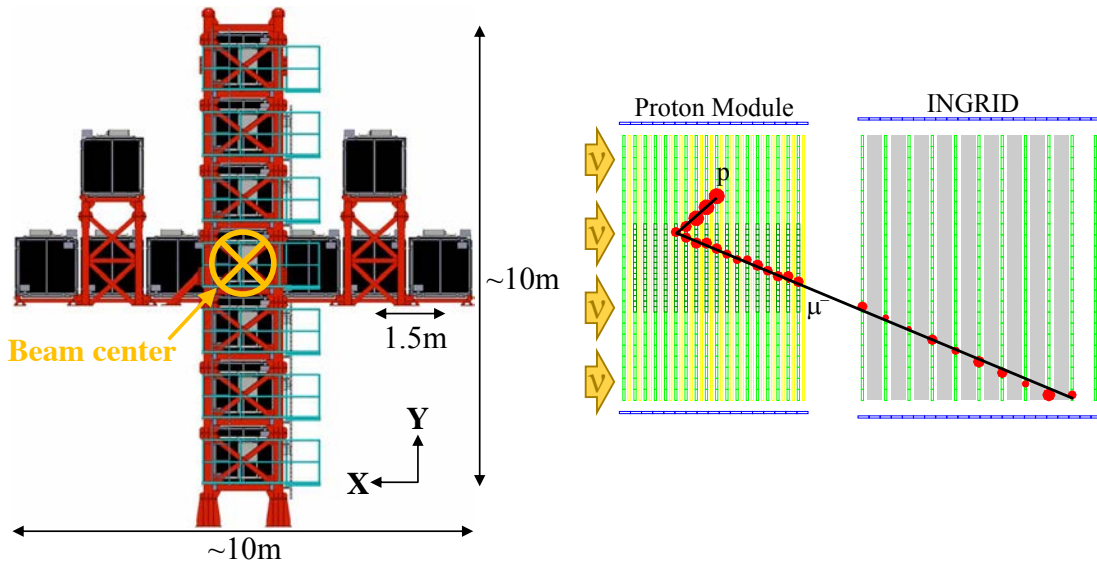 ~10m
1.5m
Beam center
Y
X
~10m
Proton Module
INGRID
ν
p
ν
ν
μ⁻
ν